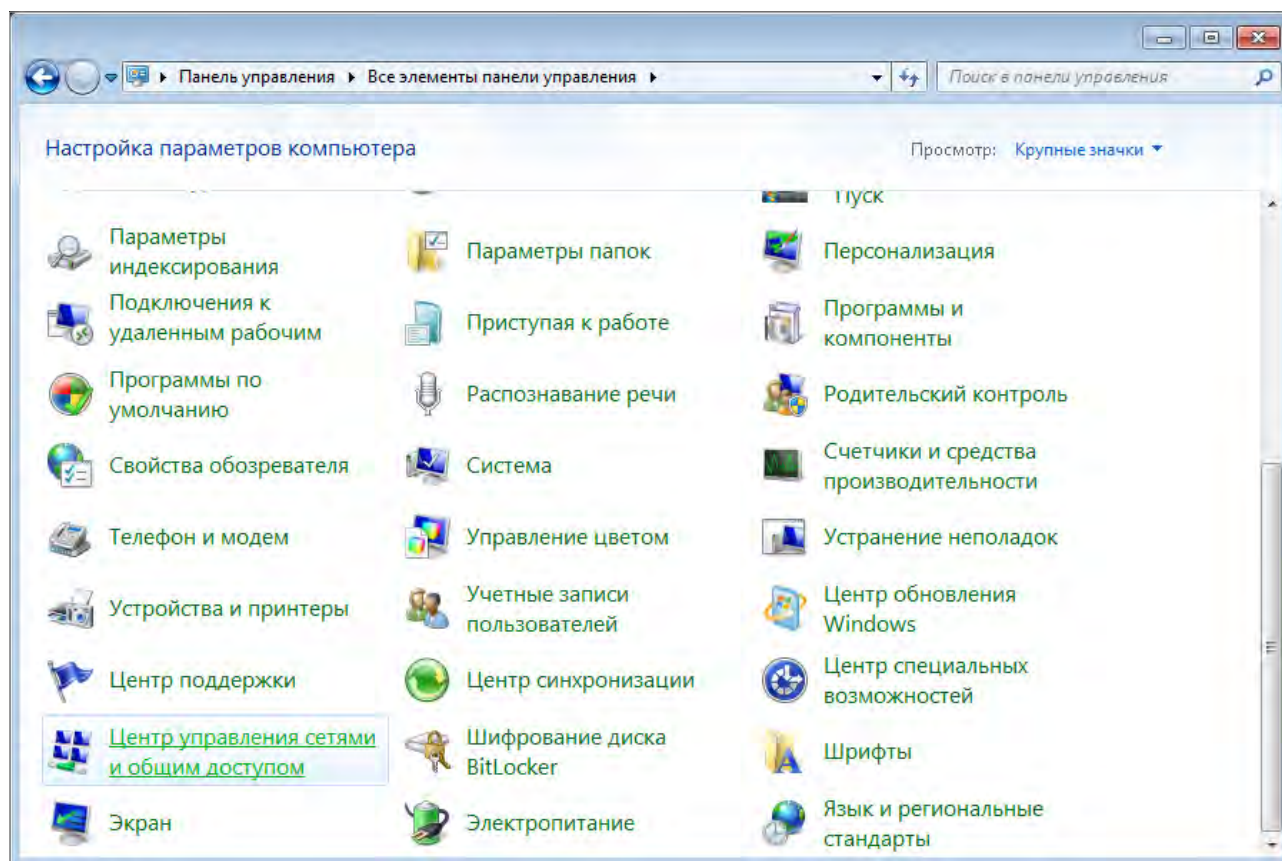 Панель управления ▸ Все элементы панели управления ▸
Поиск в панели управления
Настройка параметров компьютера
Просмотр: Крупные значки
Пуск
Параметры
индексирования
Параметры папок
Персонализация
Подключения к
удаленным рабочим
Приступая к работе
Программы и
компоненты
Программы по
умолчанию
Распознавание речи
Родительский контроль
Свойства обозревателя
Система
Счетчики и средства
производительности
Телефон и модем
Управление цветом
Устранение неполадок
Устройства и принтеры
Учетные записи
пользователей
Центр обновления
Windows
Центр поддержки
Центр синхронизации
Центр специальных
возможностей
Центр управления сетями
и общим доступом
Шифрование диска
BitLocker
Шрифты
Экран
Электропитание
Язык и региональные
стандарты